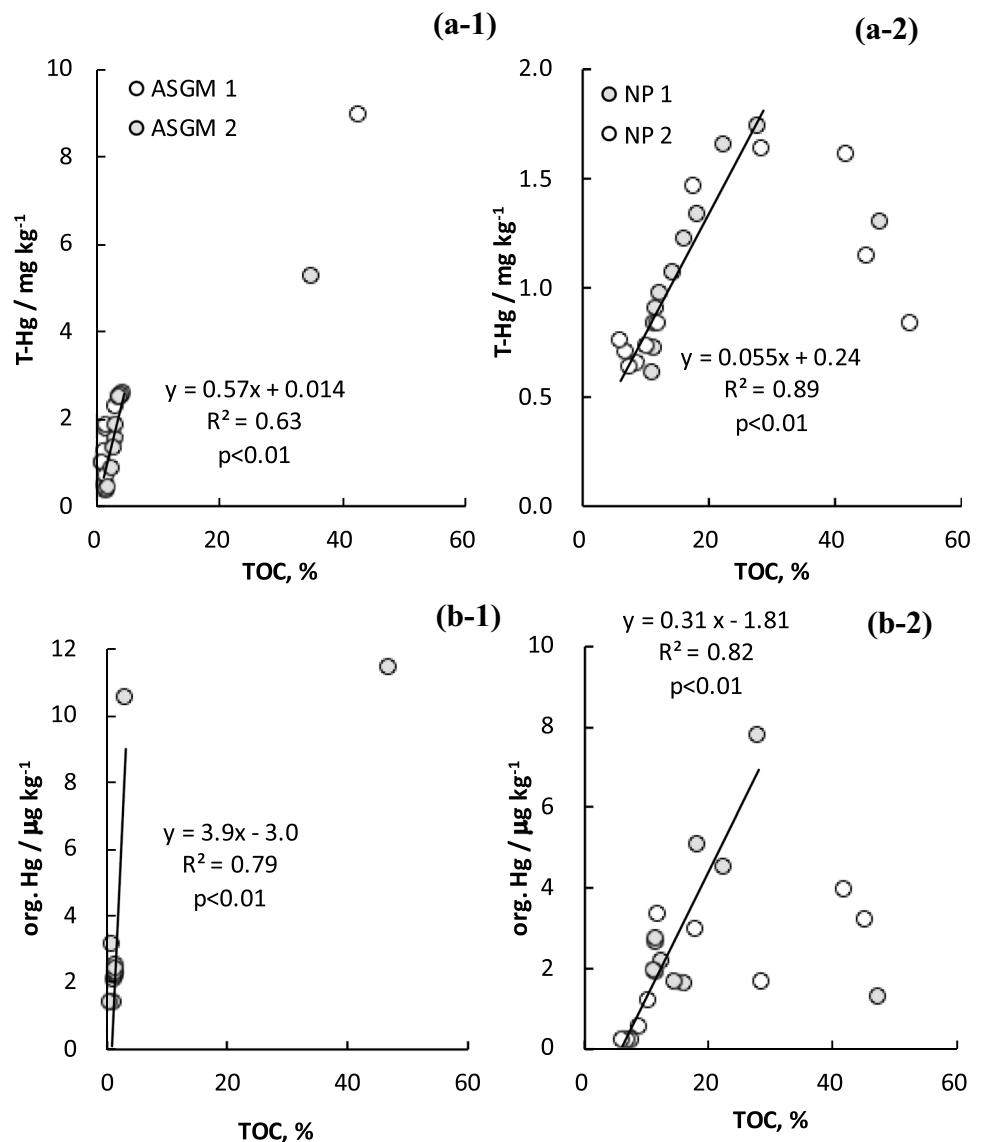 (a-1)
10
8
6
4
2
0
T-Hg / mg kg⁻¹
ASGM 1
ASGM 2
y = 0.57x + 0.014
R² = 0.63
p<0.01
0 20 40 60
TOC, %
(a-2)
2.0
1.5
1.0
0.5
0.0
T-Hg / mg kg⁻¹
NP 1
NP 2
y = 0.055x + 0.24
R² = 0.89
p<0.01
0 20 40 60
TOC, %
(b-1)
12
10
8
6
4
2
0
org. Hg / µg kg⁻¹
y = 3.9x - 3.0
R² = 0.79
p<0.01
0 20 40 60
TOC, %
(b-2)
y = 0.31 x - 1.81
R² = 0.82
p<0.01
10
8
6
4
2
0
org. Hg / µg kg⁻¹
0 20 40 60
TOC, %